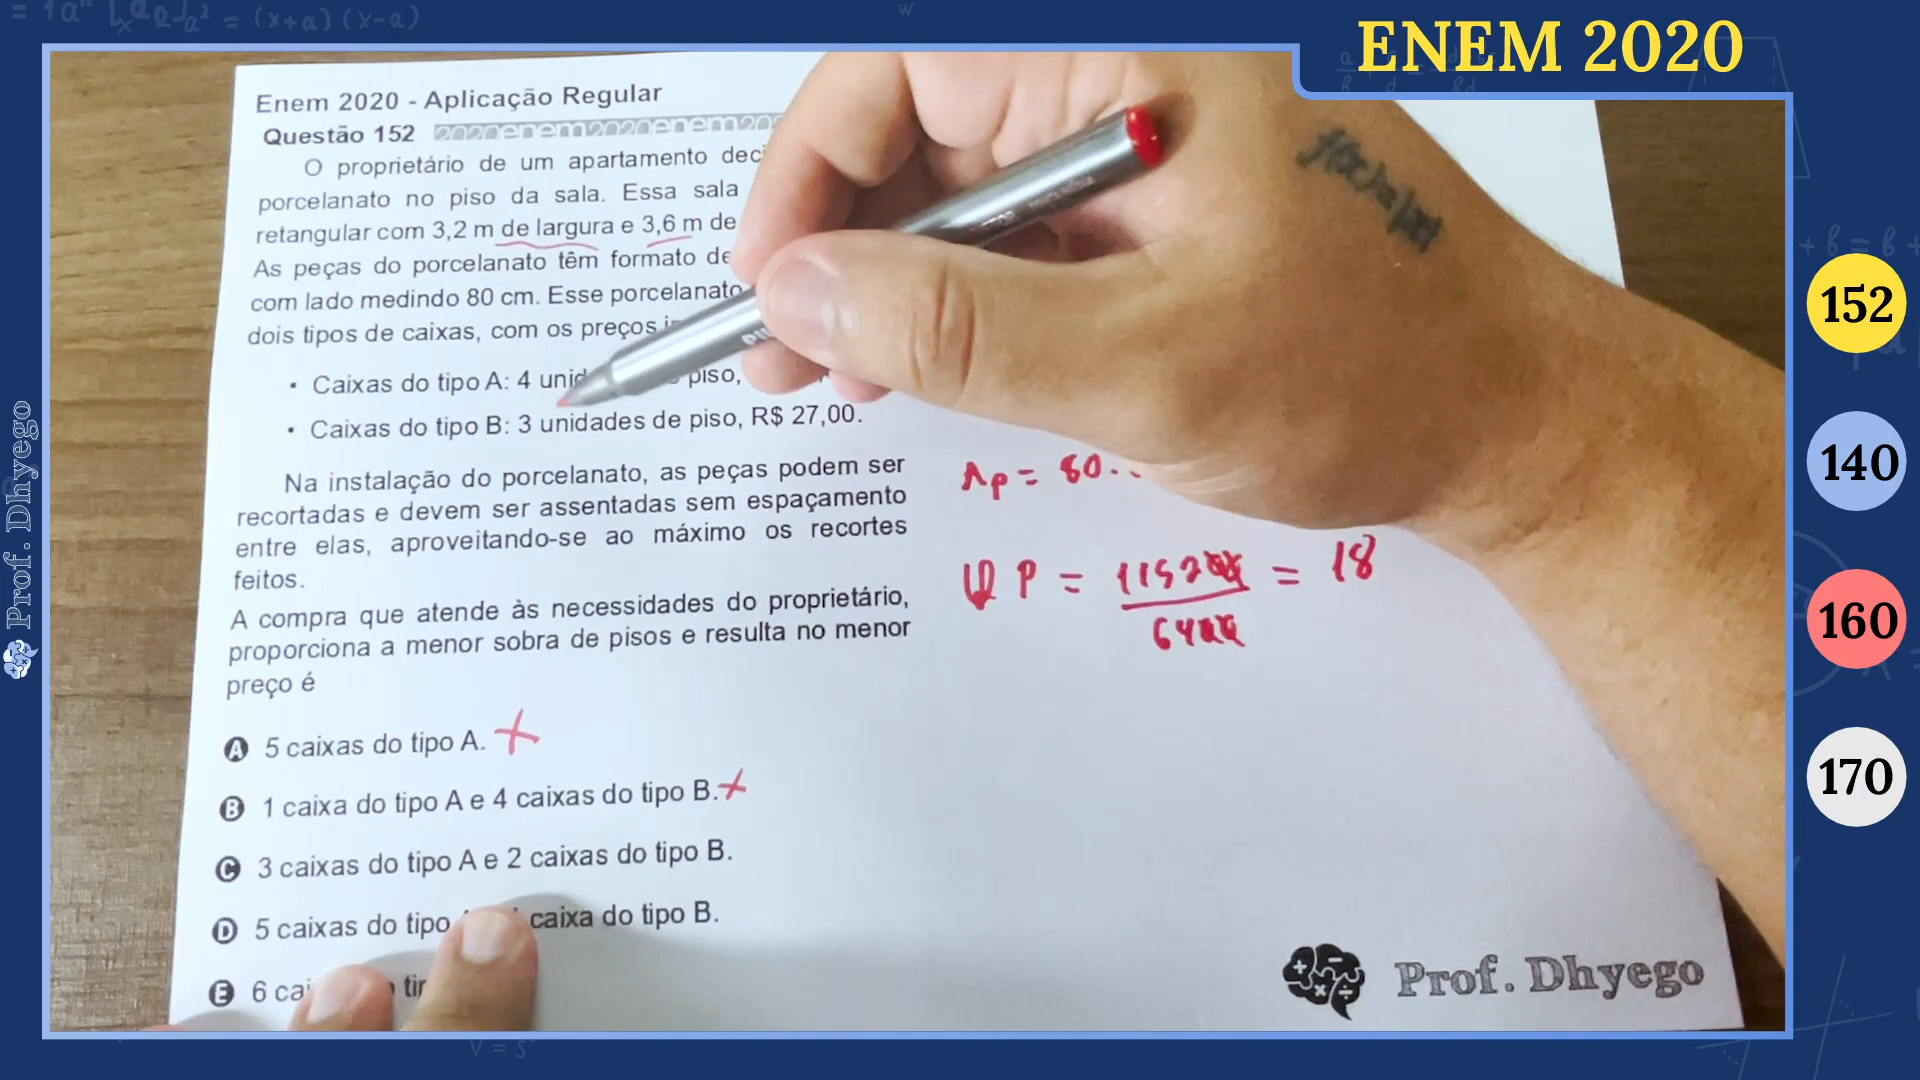 ENEM 2020
Enem 2020 - Aplicação Regular
Questão 152 2020enem2020enem202
O proprietário de um apartamento
porcelanato no piso da sala. Essa sala
retangular com 3,2 m de largura e 3,6 m de
As peças do porcelanato têm formato de
com lado medindo 80 cm. Esse porcelanato
dois tipos de caixas, com os preços
• Caixas do tipo A: 4 piso,
• Caixas do tipo B: 3 unidades de piso, R$ 27,00.
Na instalação do porcelanato, as peças podem ser
recortadas e devem ser assentadas sem espaçamento
entre elas, aproveitando-se ao máximo os recortes
feitos.
A compra que atende às necessidades do proprietário,
proporciona a menor sobra de pisos e resulta no menor
preço é
A 5 caixas do tipo A.
B 1 caixa do tipo A e 4 caixas do tipo B.
C 3 caixas do tipo A e 2 caixas do tipo B.
D 5 caixas do tipo caixa do tipo B.
E 6
Ap = 80.
QP = 115200 / 6400 = 18
Prof. Dhyego
152
140
160
170
Prof. Dhyego
= (x+a) (x-a)